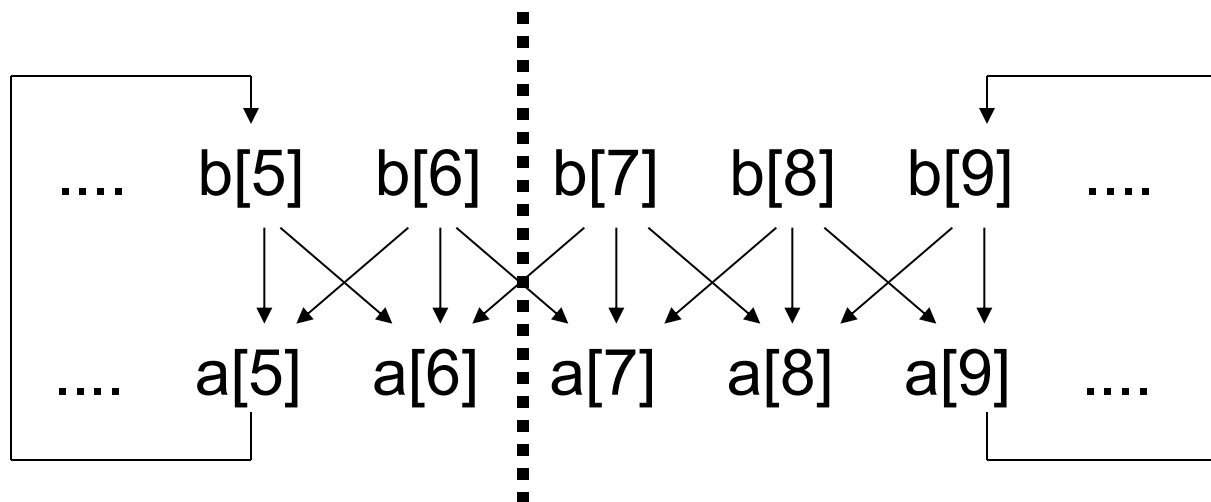 .... b[5] b[6] b[7] b[8] b[9] ....
.... a[5] a[6] a[7] a[8] a[9] ....